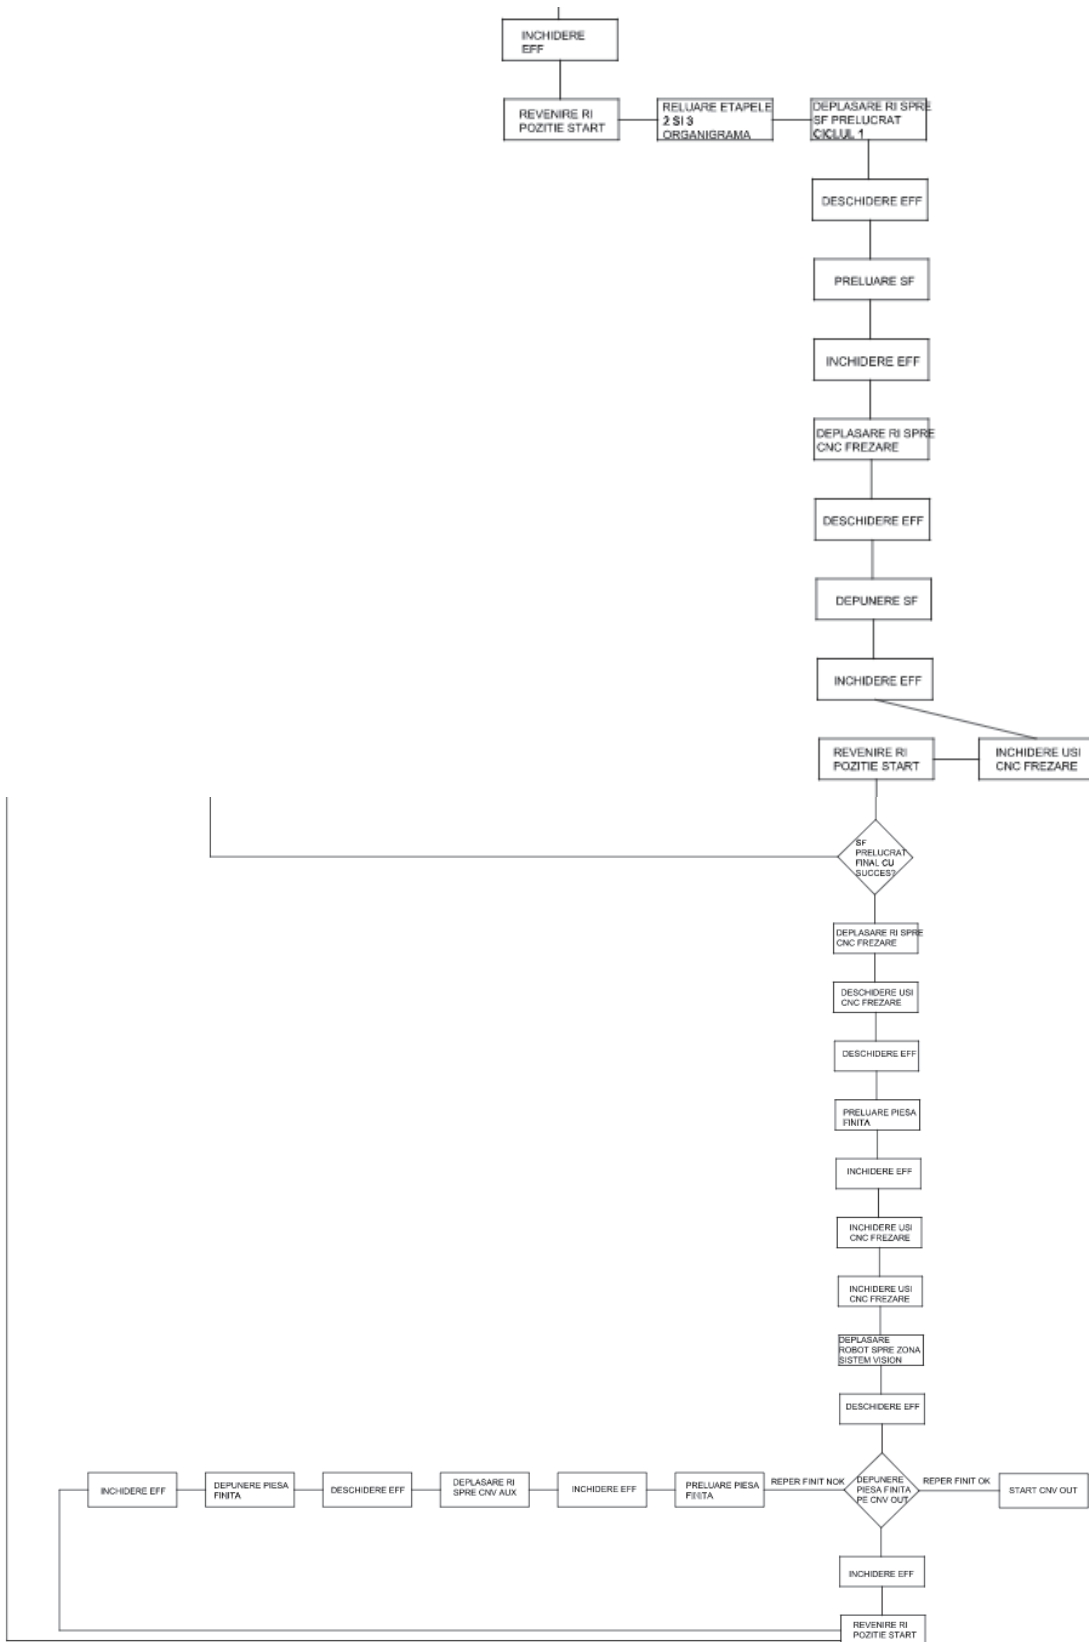 INCHIDERE
EFF
REVENIRE RI
POZITIE START
RELUARE ETAPELE
2 SI 3
ORGANIGRAMA
DEPLASARE RI SPRE
SF PRELUCRAT
CICLUL 1
DESCHIDERE EFF
PRELUARE SF
INCHIDERE EFF
DEPLASARE RI SPRE
CNC FREZARE
DESCHIDERE EFF
DEPUNERE SF
INCHIDERE EFF
REVENIRE RI
POZITIE START
INCHIDERE USI
CNC FREZARE
SF
PRELUCRAT
FINAL CU
SUCCES?
DEPLASARE RI SPRE
CNC FREZARE
DESCHIDERE USI
CNC FREZARE
DESCHIDERE EFF
PRELUARE PIESA
FINITA
INCHIDERE EFF
INCHIDERE USI
CNC FREZARE
INCHIDERE USI
CNC FREZARE
DEPLASARE
ROBOT SPRE ZONA
SISTEM VISION
DESCHIDERE EFF
INCHIDERE EFF
DEPUNERE PIESA
FINITA
DESCHIDERE EFF
DEPLASARE RI
SPRE CNV AUX
INCHIDERE EFF
PRELUARE PIESA
FINITA
REPER FINIT NOK
DEPUNERE
PIESA FINITA
PE CNV OUT
REPER FINIT OK
START CNV OUT
INCHIDERE EFF
REVENIRE RI
POZITIE START